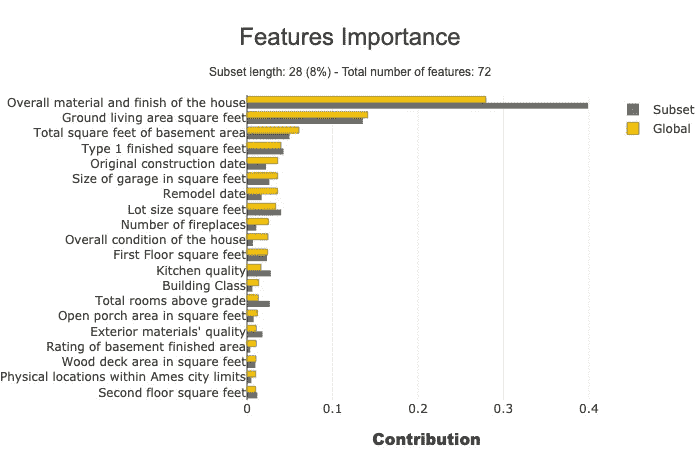 Features Importance
Subset length: 28 (8%) - Total number of features: 72
Overall material and finish of the house
Ground living area square feet
Total square feet of basement area
Type 1 finished square feet
Original construction date
Size of garage in square feet
Remodel date
Lot size square feet
Number of fireplaces
Overall condition of the house
First Floor square feet
Kitchen quality
Building Class
Total rooms above grade
Open porch area in square feet
Exterior materials' quality
Rating of basement finished area
Wood deck area in square feet
Physical locations within Ames city limits
Second floor square feet
Subset
Global
0 0.1 0.2 0.3 0.4
Contribution